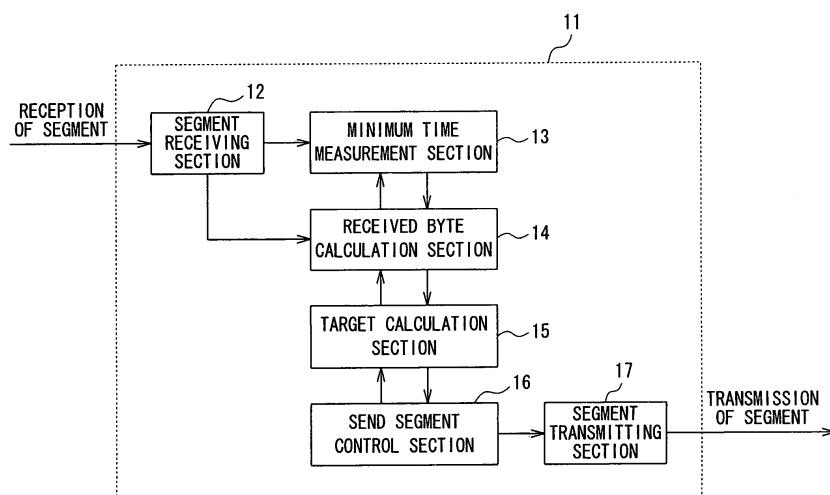 11
RECEPTION
OF SEGMENT
12
SEGMENT
RECEIVING
SECTION
MINIMUM TIME
MEASUREMENT SECTION
13
RECEIVED BYTE
CALCULATION SECTION
14
TARGET CALCULATION
SECTION
15
16
SEND SEGMENT
CONTROL SECTION
17
SEGMENT
TRANSMITTING
SECTION
TRANSMISSION
OF SEGMENT